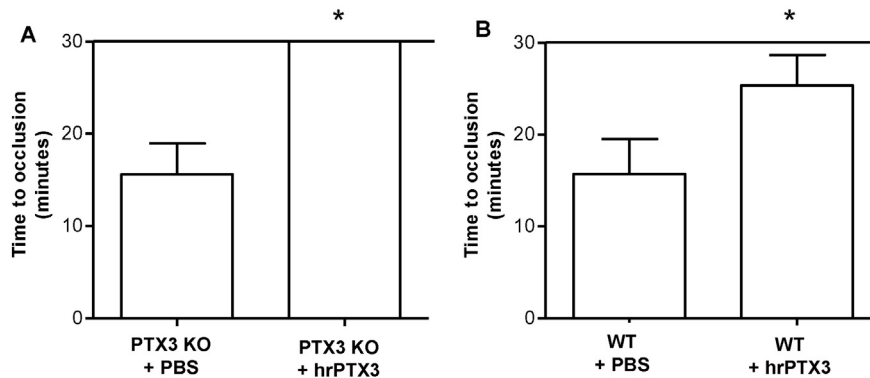 A
*
Time to occlusion
(minutes)
30
20
10
0
PTX3 KO
+ PBS
PTX3 KO
+ hrPTX3
B
*
Time to occlusion
(minutes)
30
20
10
0
WT
+ PBS
WT
+ hrPTX3